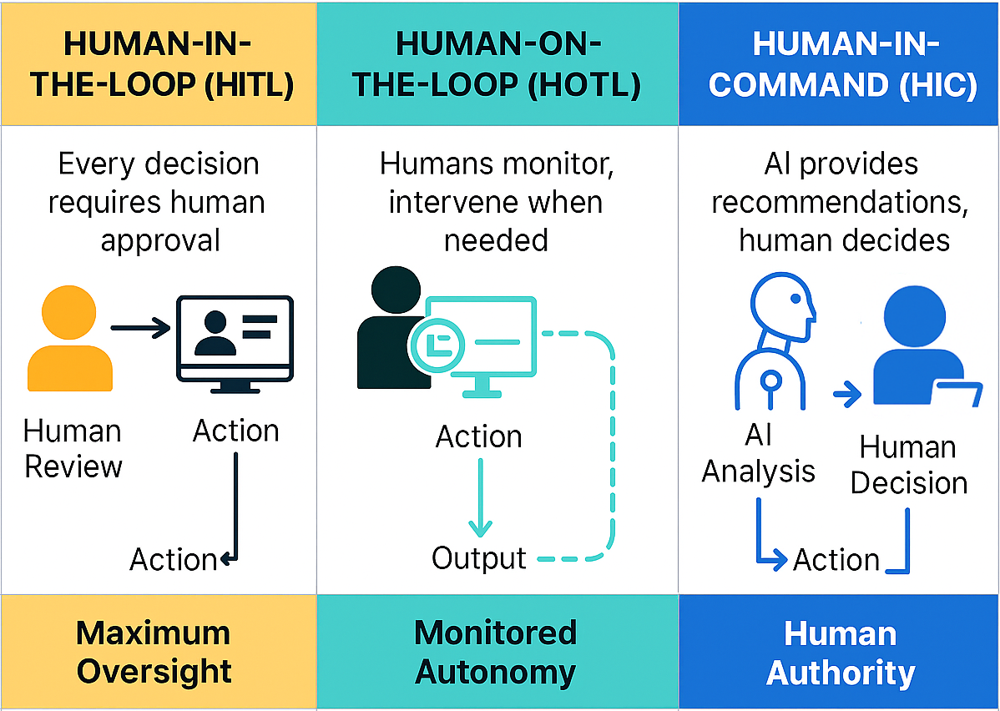 HUMAN-IN-
THE-LOOP (HITL)
Every decision
requires human
approval
Human
Review
Action
Action
Maximum
Oversight
HUMAN-ON-
THE-LOOP (HOTL)
Humans monitor,
intervene when
needed
Action
Output
Monitored
Autonomy
HUMAN-IN-
COMMAND (HIC)
AI provides
recommendations,
human decides
AI
Analysis
Human
Decision
Action
Human
Authority